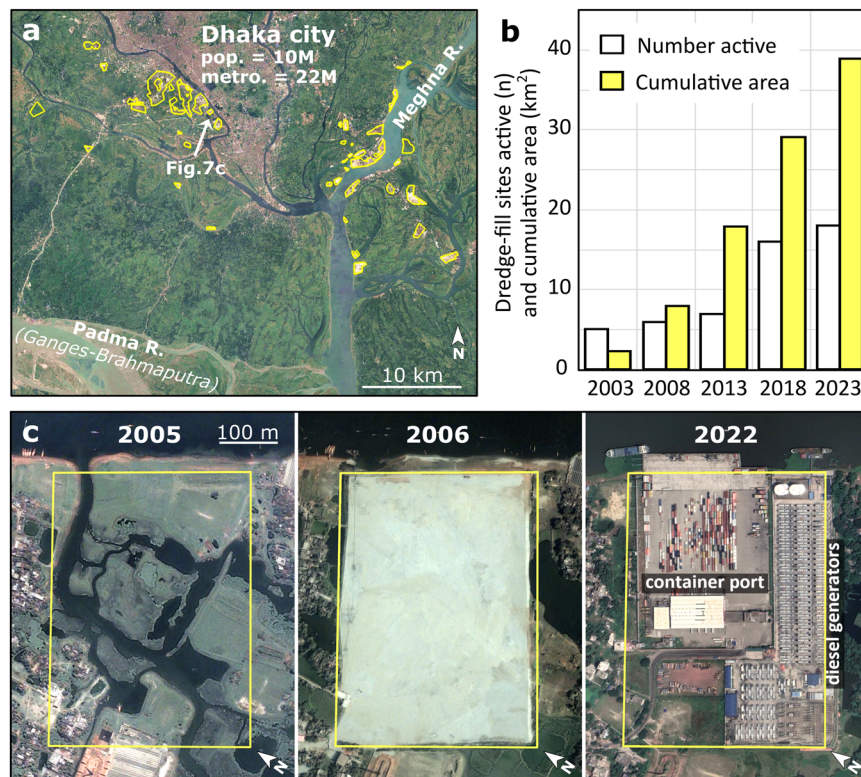 a
Dhaka city
pop. = 10M
metro. = 22M
Meghna R.
Fig.7c
Padma R.
(Ganges-Brahmaputra)
N
10 km
b
Number active
Cumulative area
Dredge-fill sites active (n)
and cumulative area (km²)
40
30
20
10
0
2003 2008 2013 2018 2023
c
2005
100 m
N
2006
N
2022
container port
diesel generators
N